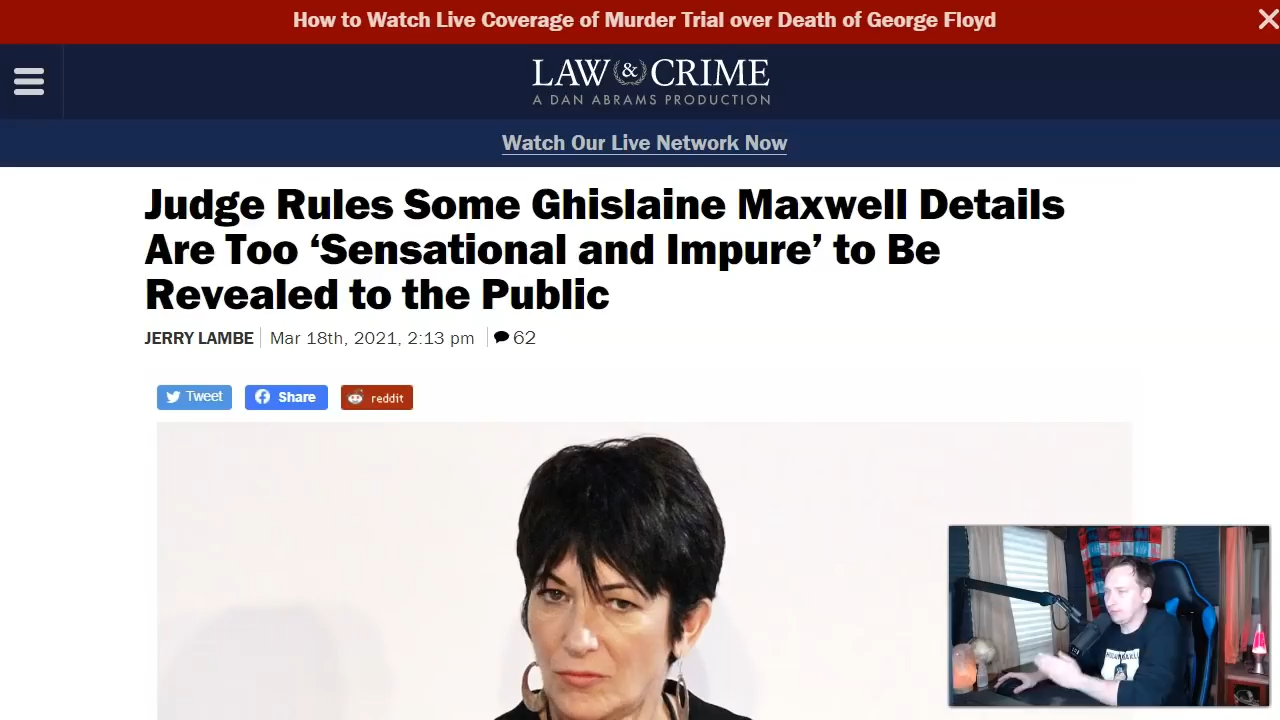 How to Watch Live Coverage of Murder Trial over Death of George Floyd
LAW & CRIME
A DAN ABRAMS PRODUCTION
Watch Our Live Network Now
Judge Rules Some Ghislaine Maxwell Details
Are Too ‘Sensational and Impure’ to Be
Revealed to the Public
JERRY LAMBE Mar 18th, 2021, 2:13 pm 62
Tweet Share reddit